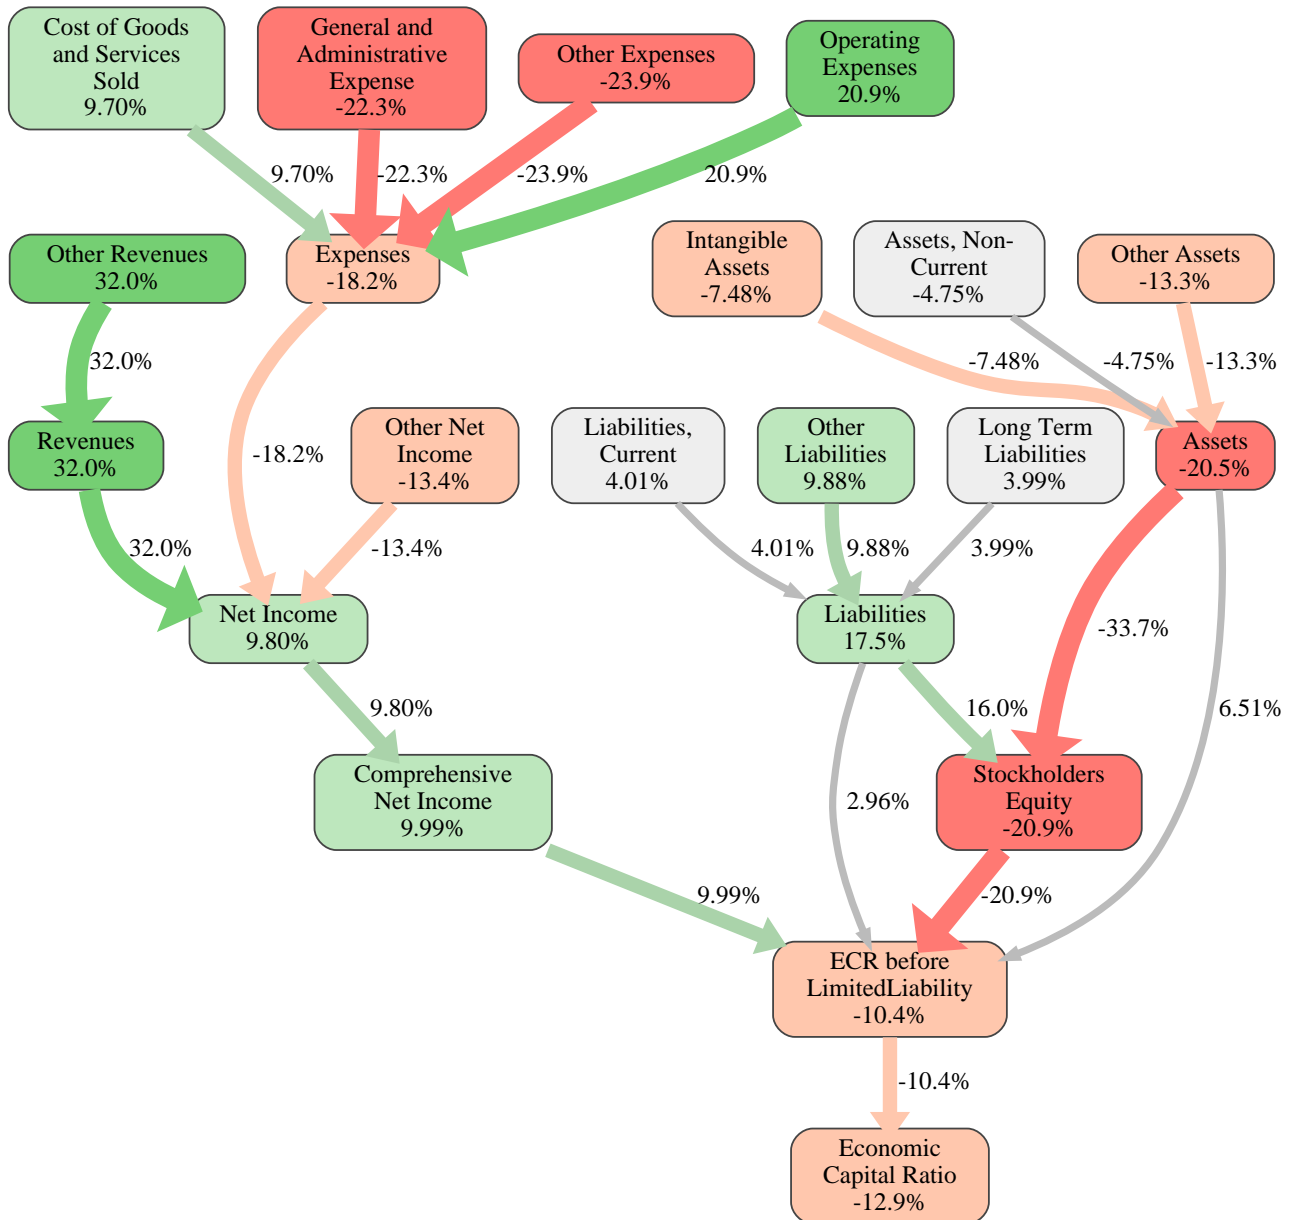 Cost of Goods
and Services
Sold
9.70%
General and
Administrative
Expense
-22.3%
Other Expenses
-23.9%
Operating
Expenses
20.9%
9.70%
-22.3%
-23.9%
20.9%
Other Revenues
32.0%
Expenses
-18.2%
Intangible
Assets
-7.48%
Assets, Non-
Current
-4.75%
Other Assets
-13.3%
32.0%
-7.48%
-4.75%
-13.3%
Revenues
32.0%
-18.2%
Other Net
Income
-13.4%
Liabilities,
Current
4.01%
Other
Liabilities
9.88%
Long Term
Liabilities
3.99%
Assets
-20.5%
32.0%
-13.4%
4.01%
9.88%
3.99%
Net Income
9.80%
Liabilities
17.5%
-33.7%
9.80%
16.0%
6.51%
Comprehensive
Net Income
9.99%
2.96%
Stockholders
Equity
-20.9%
9.99%
-20.9%
ECR before
LimitedLiability
-10.4%
-10.4%
Economic
Capital Ratio
-12.9%